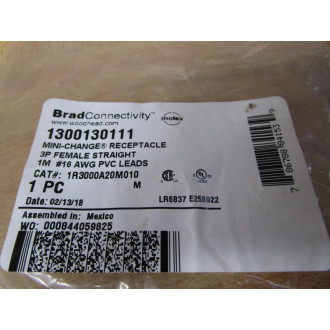 BradConnectivity™
www.woodhead.com
molex
1300130111
MINI-CHANGE® RECEPTACLE
3P FEMALE STRAIGHT
1M #16 AWG PVC LEADS
CAT#: 1R3000A20M010
M
1 PC
LR6837 E258922
Date: 02/13/18
Assembled in: Mexico
WO: 000844059825